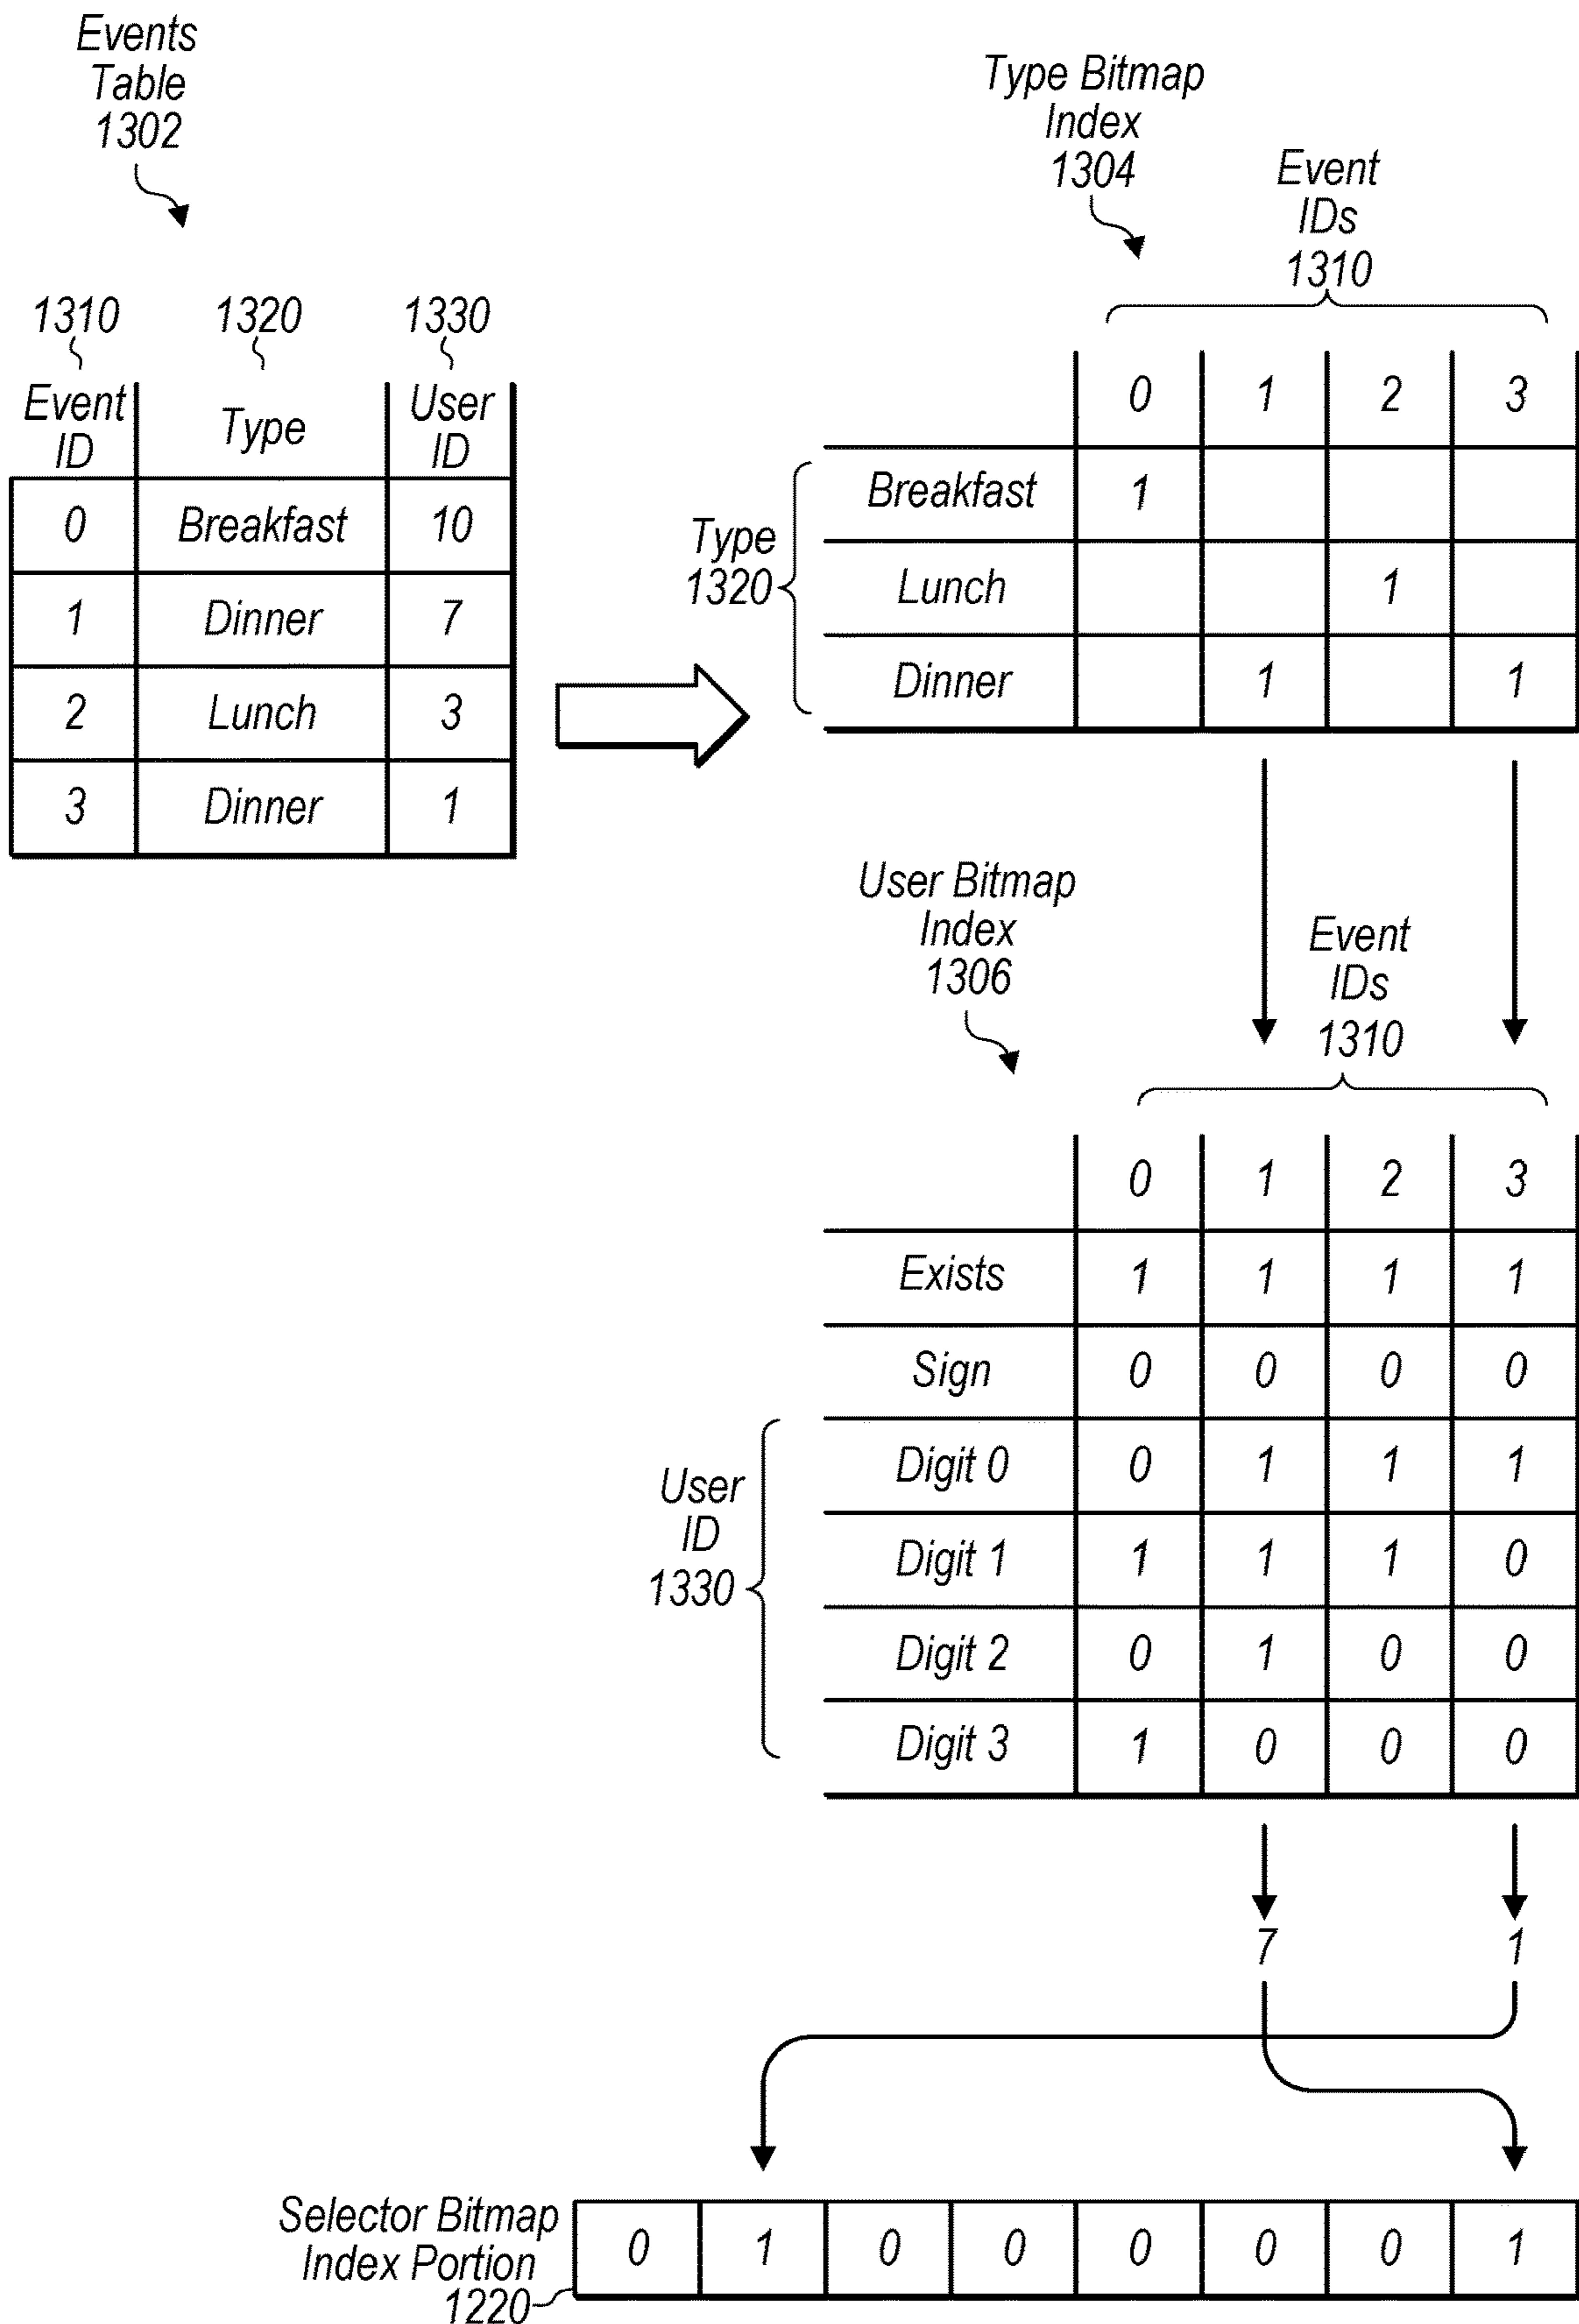 Events
Table
1302
1310 1320 1330
Event
ID
Type
User
ID
0 Breakfast 10
1 Dinner 7
2 Lunch 3
3 Dinner 1
Type Bitmap
Index
1304
Event
IDs
1310
0 1 2 3
Type
1320
Breakfast 1
Lunch 1
Dinner 1 1
User Bitmap
Index
1306
Event
IDs
1310
0 1 2 3
Exists 1 1 1 1
Sign 0 0 0 0
User
ID
1330
Digit 0 0 1 1 1
Digit 1 1 1 1 0
Digit 2 0 1 0 0
Digit 3 1 0 0 0
7 1
Selector Bitmap
Index Portion
1220
0 1 0 0 0 0 0 1